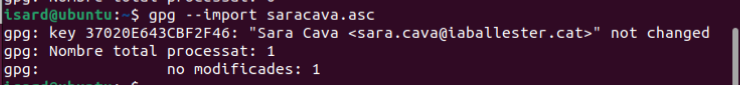 isard@ubuntu:~$ gpg --import saracava.asc
gpg: key 37020E643CBF2F46: "Sara Cava <sara.cava@iaballester.cat>" not changed
gpg: Nombre total processat: 1
gpg:              no modificades: 1